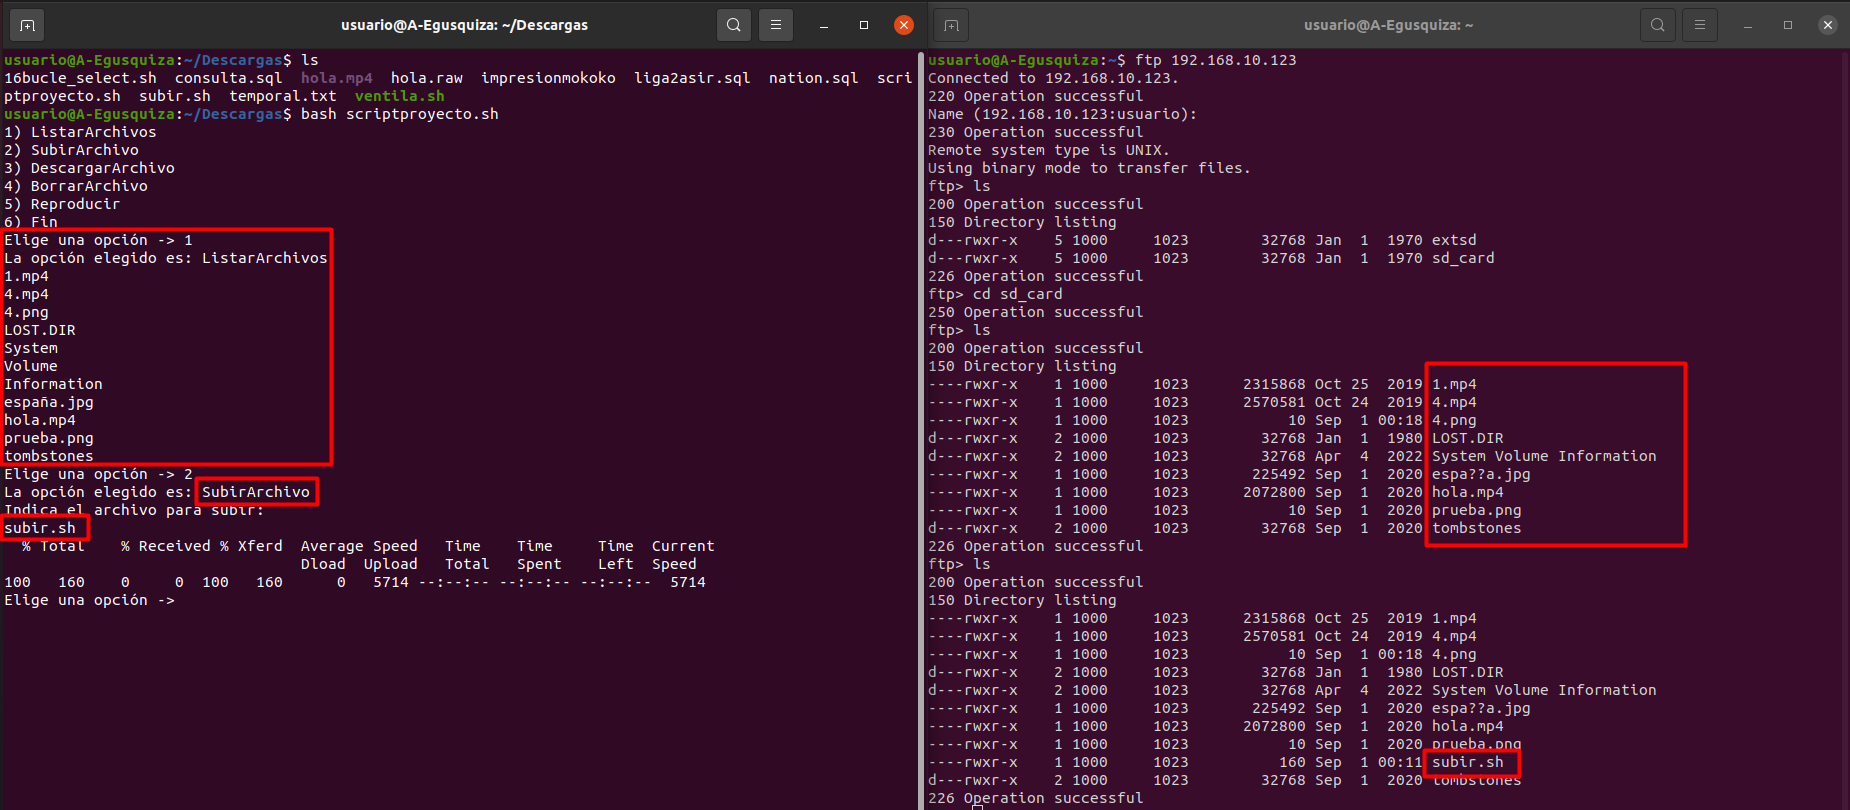 usuario@A-Egusquiza: ~/Descargas
usuario@A-Egusquiza:~/Descargas$ ls
16bucle_select.sh  consulta.sql  hola.mp4  hola.raw  impresionmokoko  liga2asir.sql  nation.sql  scri
ptproyecto.sh  subir.sh  temporal.txt  ventila.sh
usuario@A-Egusquiza:~/Descargas$ bash scriptproyecto.sh
1) ListarArchivos
2) SubirArchivo
3) DescargarArchivo
4) BorrarArchivo
5) Reproducir
6) Fin
Elige una opción -> 1
La opción elegido es: ListarArchivos
1.mp4
4.mp4
4.png
LOST.DIR
System
Volume
Information
españa.jpg
hola.mp4
prueba.png
tombstones
Elige una opción -> 2
La opción elegido es: SubirArchivo
Indica el archivo para subir:
subir.sh
  % Total    % Received % Xferd  Average Speed   Time    Time     Time  Current
                                 Dload  Upload   Total   Spent    Left  Speed
100   160    0     0  100   160      0   5714 --:--:-- --:--:-- --:--:--  5714
Elige una opción ->
usuario@A-Egusquiza: ~
usuario@A-Egusquiza:~$ ftp 192.168.10.123
Connected to 192.168.10.123.
220 Operation successful
Name (192.168.10.123:usuario):
230 Operation successful
Remote system type is UNIX.
Using binary mode to transfer files.
ftp> ls
200 Operation successful
150 Directory listing
d---rwxr-x    5 1000     1023        32768 Jan  1  1970 extsd
d---rwxr-x    5 1000     1023        32768 Jan  1  1970 sd_card
226 Operation successful
ftp> cd sd_card
250 Operation successful
ftp> ls
200 Operation successful
150 Directory listing
----rwxr-x    1 1000     1023      2315868 Oct 25  2019 1.mp4
----rwxr-x    1 1000     1023      2570581 Oct 24  2019 4.mp4
----rwxr-x    1 1000     1023           10 Sep  1 00:18 4.png
d---rwxr-x    2 1000     1023        32768 Jan  1  1980 LOST.DIR
d---rwxr-x    2 1000     1023        32768 Apr  4  2022 System Volume Information
----rwxr-x    1 1000     1023       225492 Sep  1  2020 espa??a.jpg
----rwxr-x    1 1000     1023      2072800 Sep  1  2020 hola.mp4
----rwxr-x    1 1000     1023           10 Sep  1  2020 prueba.png
d---rwxr-x    2 1000     1023        32768 Sep  1  2020 tombstones
226 Operation successful
ftp> ls
200 Operation successful
150 Directory listing
----rwxr-x    1 1000     1023      2315868 Oct 25  2019 1.mp4
----rwxr-x    1 1000     1023      2570581 Oct 24  2019 4.mp4
----rwxr-x    1 1000     1023           10 Sep  1 00:18 4.png
d---rwxr-x    2 1000     1023        32768 Jan  1  1980 LOST.DIR
d---rwxr-x    2 1000     1023        32768 Apr  4  2022 System Volume Information
----rwxr-x    1 1000     1023       225492 Sep  1  2020 espa??a.jpg
----rwxr-x    1 1000     1023      2072800 Sep  1  2020 hola.mp4
----rwxr-x    1 1000     1023           10 Sep  1  2020 prueba.png
----rwxr-x    1 1000     1023          160 Sep  1 00:11 subir.sh
d---rwxr-x    2 1000     1023        32768 Sep  1  2020 tombstones
226 Operation successful